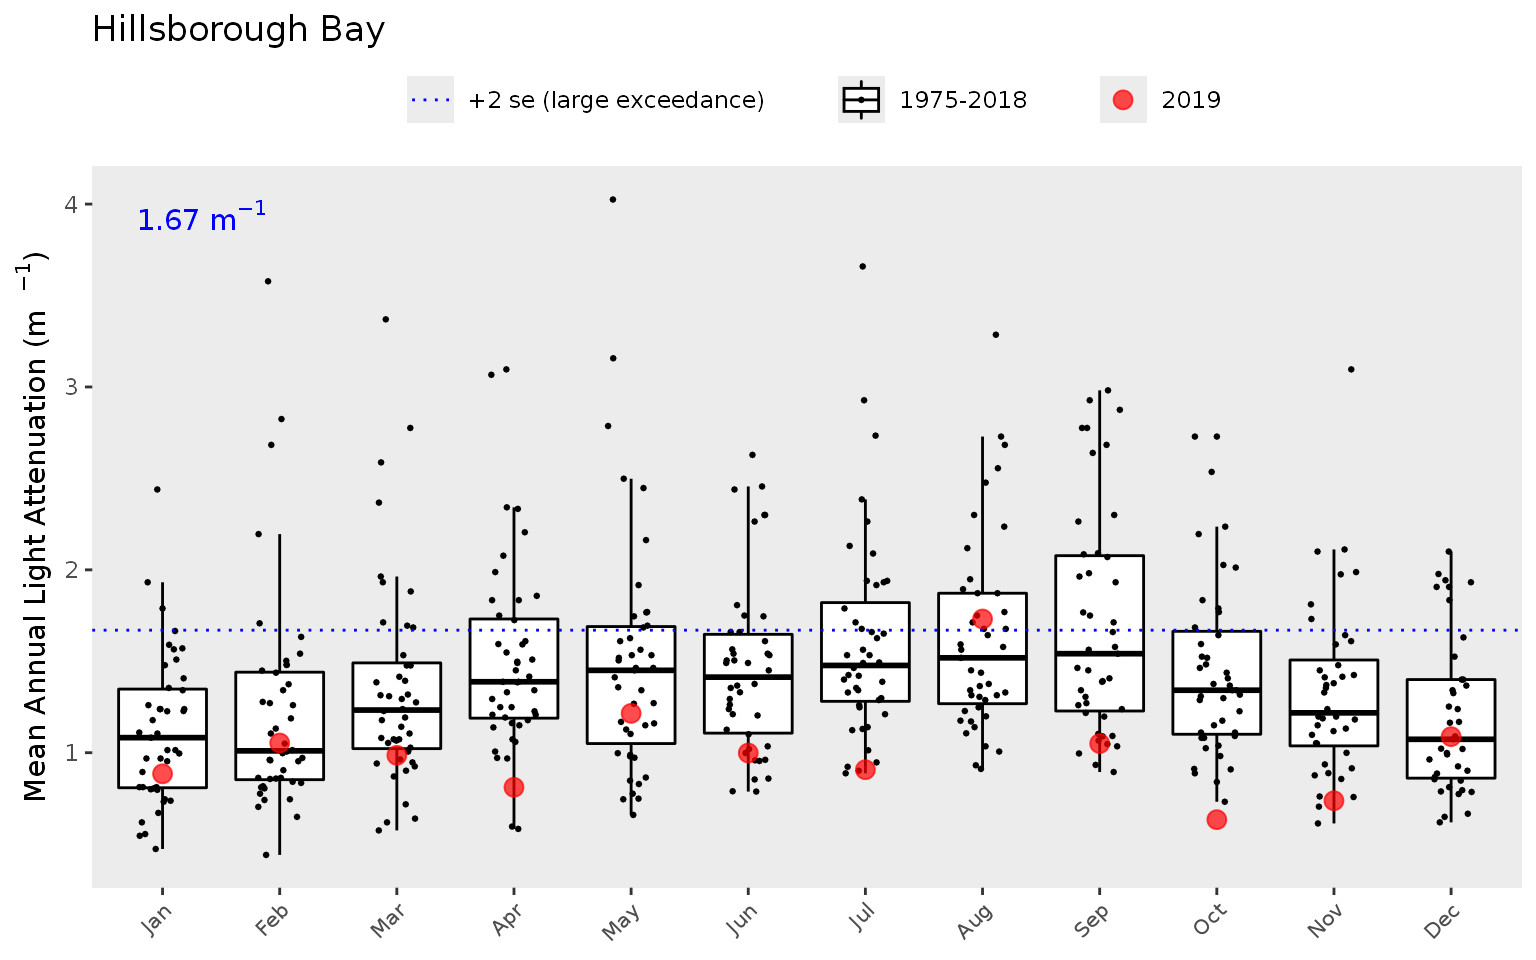 Hillsborough Bay
+2 se (large exceedance) 1975-2018 2019
Mean Annual Light Attenuation (m ⁻¹)
1.67 m⁻¹
4
3
2
1
Jan Feb Mar Apr May Jun Jul Aug Sep Oct Nov Dec